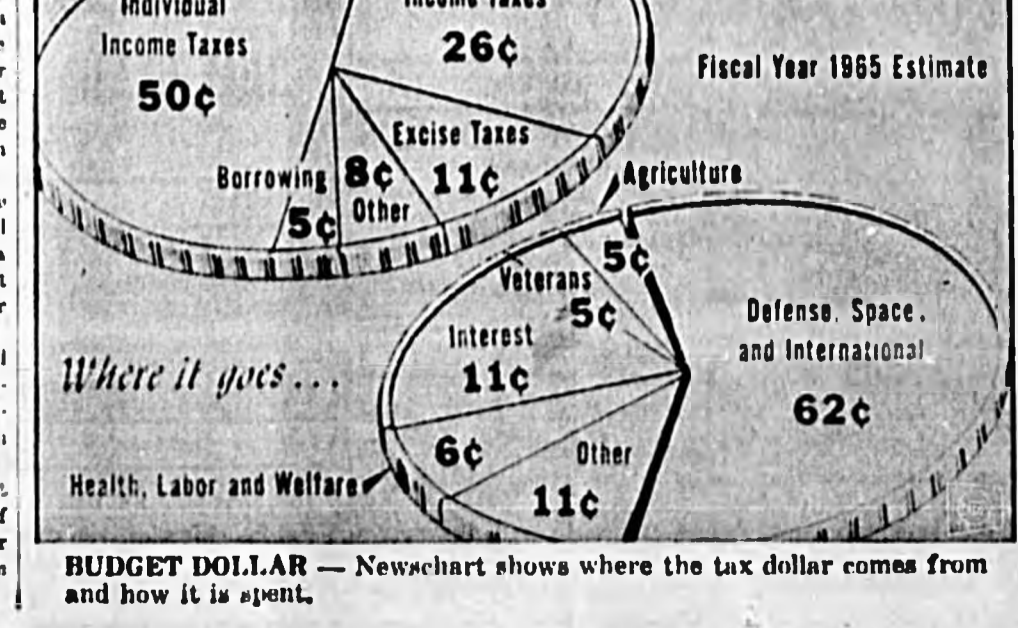 Individual
Income Taxes
50¢
Income Taxes
26¢
Fiscal Year 1965 Estimate
Excise Taxes
11¢
Borrowing
5¢
8¢
Other
Agriculture
5¢
Veterans
5¢
Defense, Space,
and International
62¢
Interest
11¢
Where it goes...
6¢
Health, Labor and Welfare
Other
11¢
BUDGET DOLLAR — Newschart shows where the tax dollar comes from
and how it is spent.